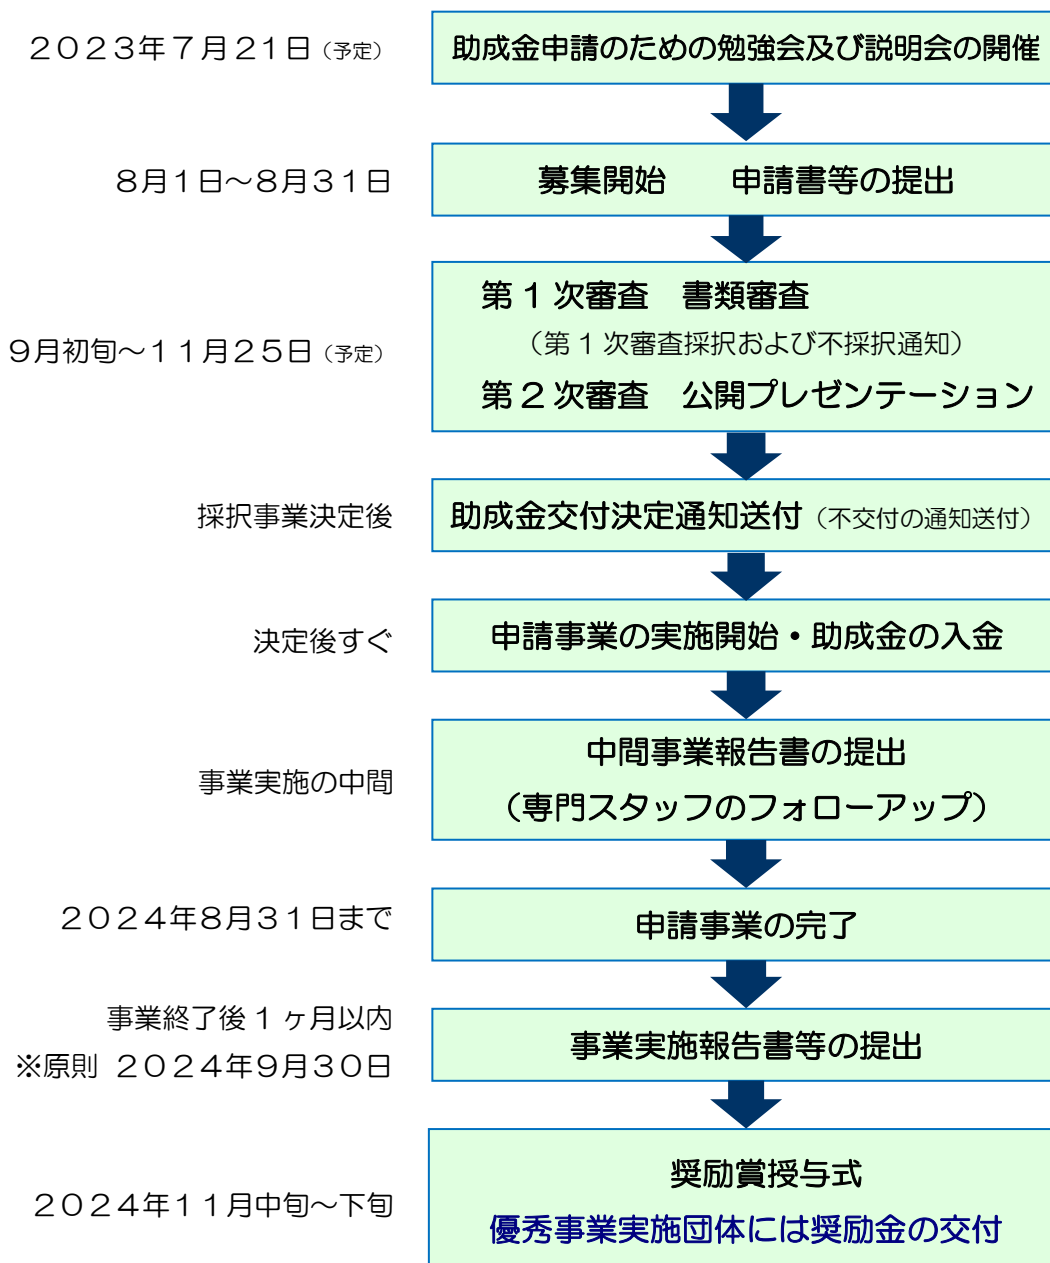 ２０２３年７月２１日（予定）
助成金申請のための勉強会及び説明会の開催
８月１日～８月３１日
募集開始　　申請書等の提出
９月初旬～１１月２５日（予定）
第１次審査　書類審査
（第１次審査採択および不採択通知）
第２次審査　公開プレゼンテーション
採択事業決定後
助成金交付決定通知送付（不交付の通知送付）
決定後すぐ
申請事業の実施開始・助成金の入金
事業実施の中間
中間事業報告書の提出
（専門スタッフのフォローアップ）
２０２４年８月３１日まで
申請事業の完了
事業終了後１ヶ月以内
※原則 ２０２４年９月３０日
事業実施報告書等の提出
２０２４年１１月中旬～下旬
奨励賞授与式
優秀事業実施団体には奨励金の交付